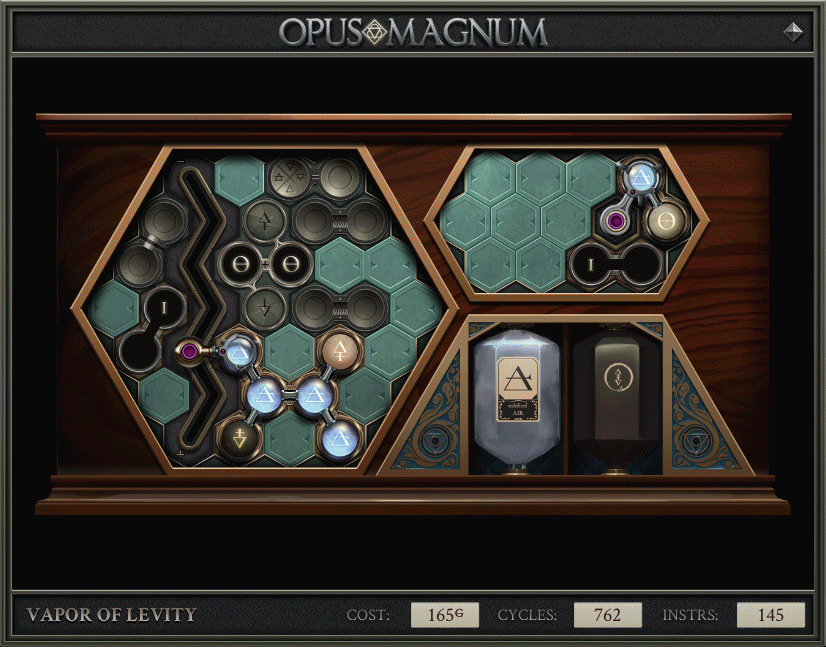 OPUS MAGNUM
I
I
AIR
VAPOR OF LEVITY
COST: 165G
CYCLES: 762
INSTRS: 145